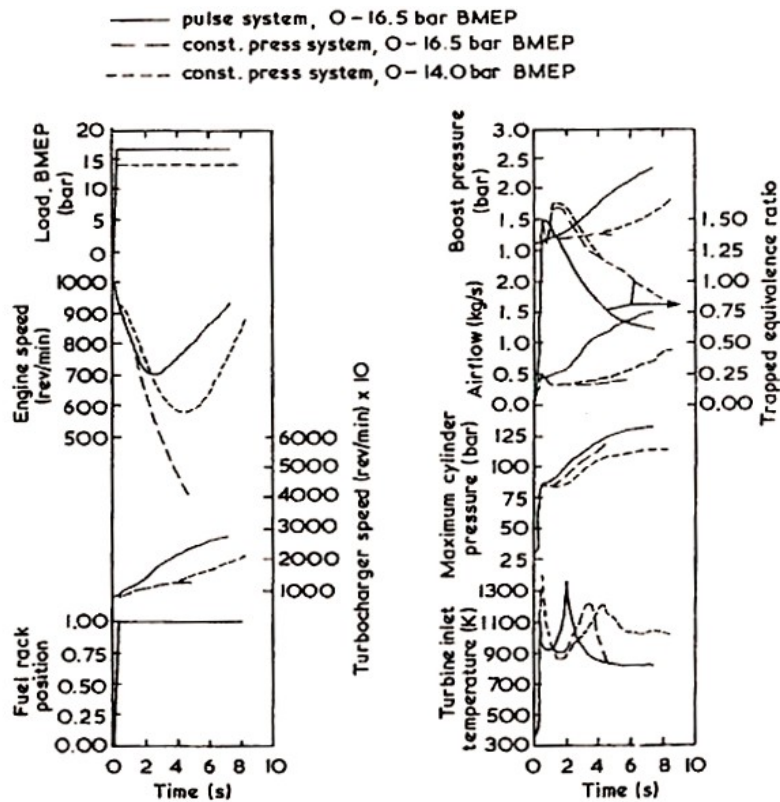 pulse system, 0-16.5 bar BMEP
const. press system, 0-16.5 bar BMEP
const. press system, 0-14.0 bar BMEP
Load, BMEP
(bar)
20
15
10
5
0
Engine speed
(rev/min)
1000
900
800
700
600
500
Turbocharger speed (rev/min) x 10
6000
5000
4000
3000
2000
1000
Fuel rack
position
1.00
0.75
0.50
0.25
0.00
0 2 4 6 8 10
Time (s)
Boost pressure
(bar)
3.0
2.5
2.0
1.5
1.0
Trapped equivalence ratio
1.50
1.25
1.00
0.75
0.50
0.25
0.00
Airflow (kg/s)
2.0
1.5
1.0
0.5
0.0
Maximum cylinder
pressure (bar)
125
100
75
50
25
Turbine inlet
temperature (K)
1300
1100
900
700
500
300
0 2 4 6 8 10
Time (s)